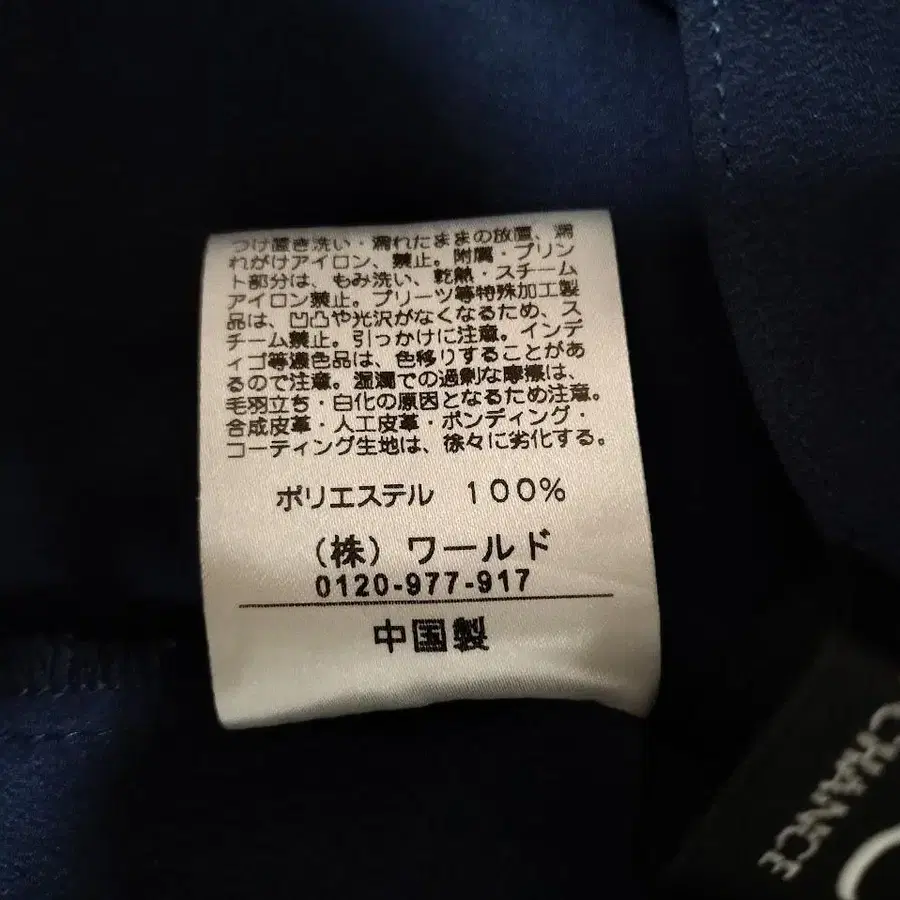 つけ置き洗い・濡れたままの放置、濡
れがけアイロン、禁止。附属・プリン
ト部分は、もみ洗い、乾熱・スチーム
アイロン禁止。プリーツ等特殊加工製
品は、凹凸や光沢がなくなるため、ス
チーム禁止。引っかけに注意。インデ
ィゴ等濃色品は、色移りすることがあ
るので注意。湿潤での過剰な摩擦は、
毛羽立ち・白化の原因となるため注意。
合成皮革・人工皮革・ボンディング・
コーティング生地は、徐々に劣化する。
ポリエステル 100%
(株) ワールド
0120-977-917
中国製
CHANCE